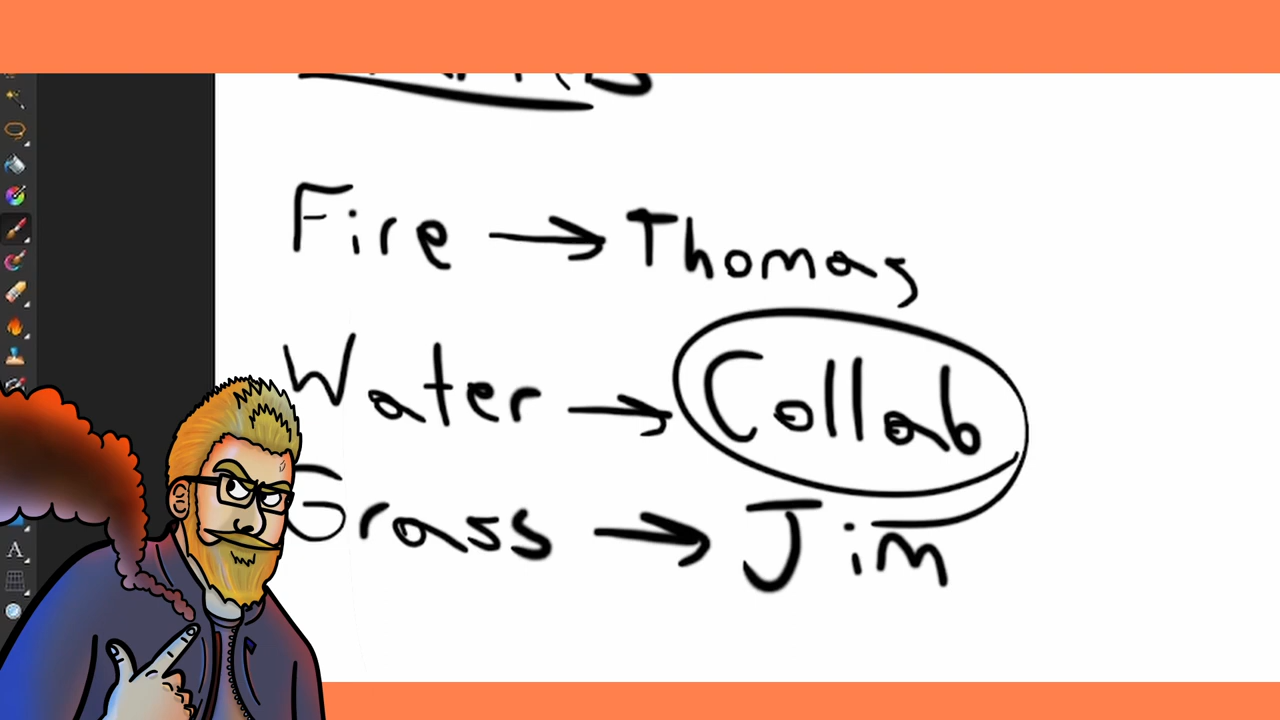 Fire → Thomas
Water → Collab
Grass → Jim
A